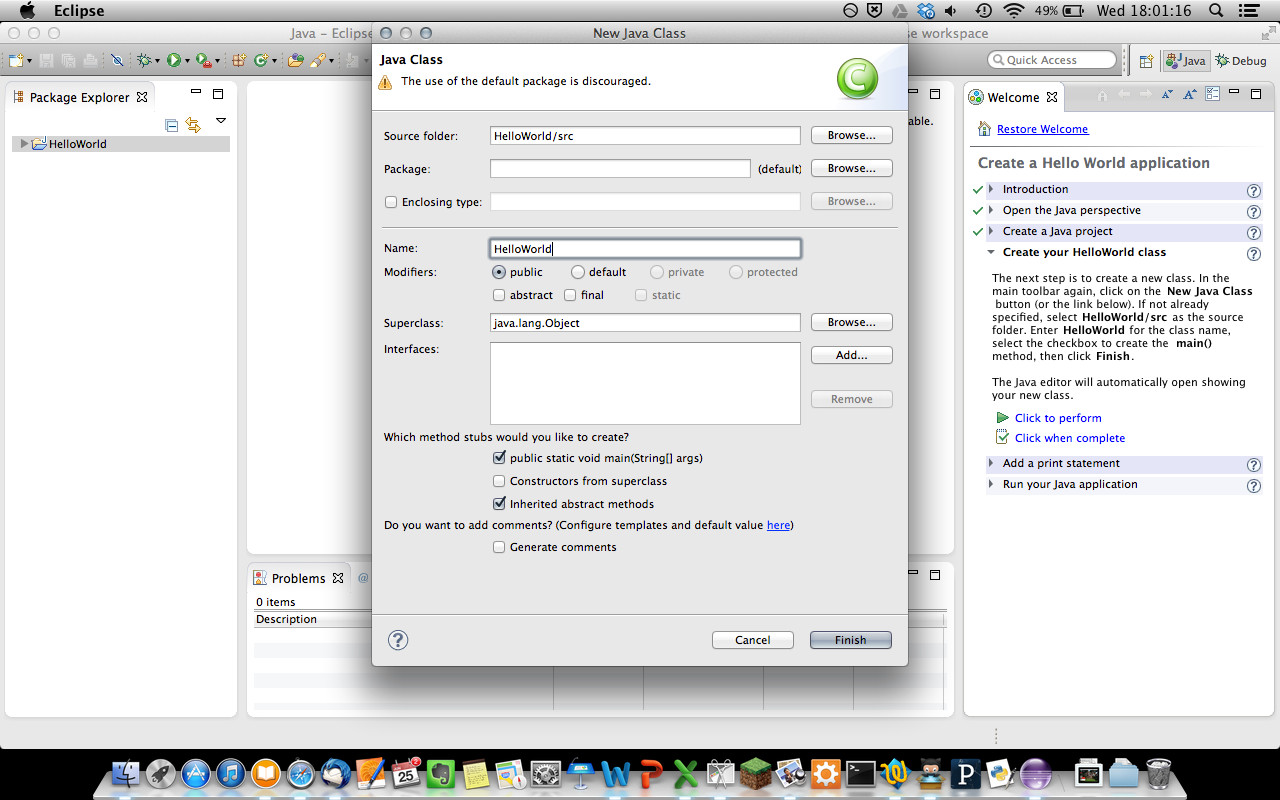 Eclipse
49%
Wed 18:01:16
Java – Eclipse
se workspace
Quick Access
Java
Debug
New Java Class
Java Class
The use of the default package is discouraged.
Source folder:
HelloWorld/src
Browse...
Package:
(default)
Browse...
Enclosing type:
Browse...
Name:
HelloWorld
Modifiers:
public
default
private
protected
abstract
final
static
Superclass:
java.lang.Object
Browse...
Interfaces:
Add...
Remove
Which method stubs would you like to create?
public static void main(String[] args)
Constructors from superclass
Inherited abstract methods
Do you want to add comments? (Configure templates and default value here)
Generate comments
Cancel
Finish
Package Explorer
HelloWorld
able.
Problems
@
0 items
Description
Welcome
Restore Welcome
Create a Hello World application
Introduction
Open the Java perspective
Create a Java project
Create your HelloWorld class
The next step is to create a new class. In the
main toolbar again, click on the New Java Class
button (or the link below). If not already
specified, select HelloWorld/src as the source
folder. Enter HelloWorld for the class name,
select the checkbox to create the main()
method, then click Finish.
The Java editor will automatically open showing
your new class.
Click to perform
Click when complete
Add a print statement
Run your Java application
25